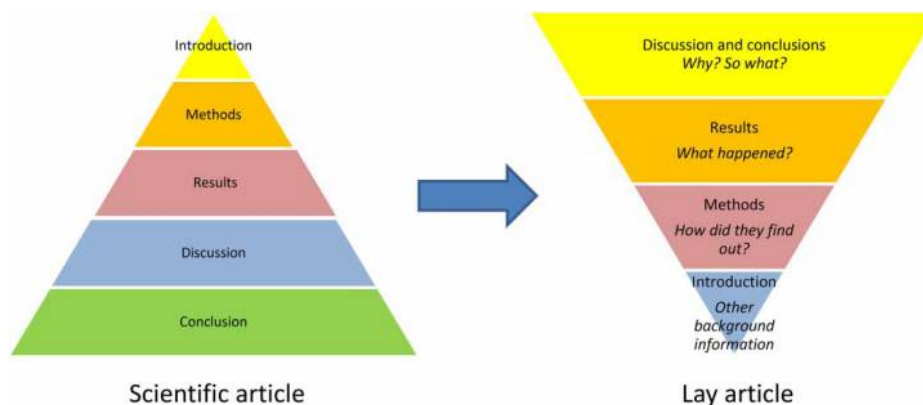 Introduction
Methods
Results
Discussion
Conclusion
Scientific article
Discussion and conclusions
Why? So what?
Results
What happened?
Methods
How did they find
out?
Introduction
Other
background
information
Lay article